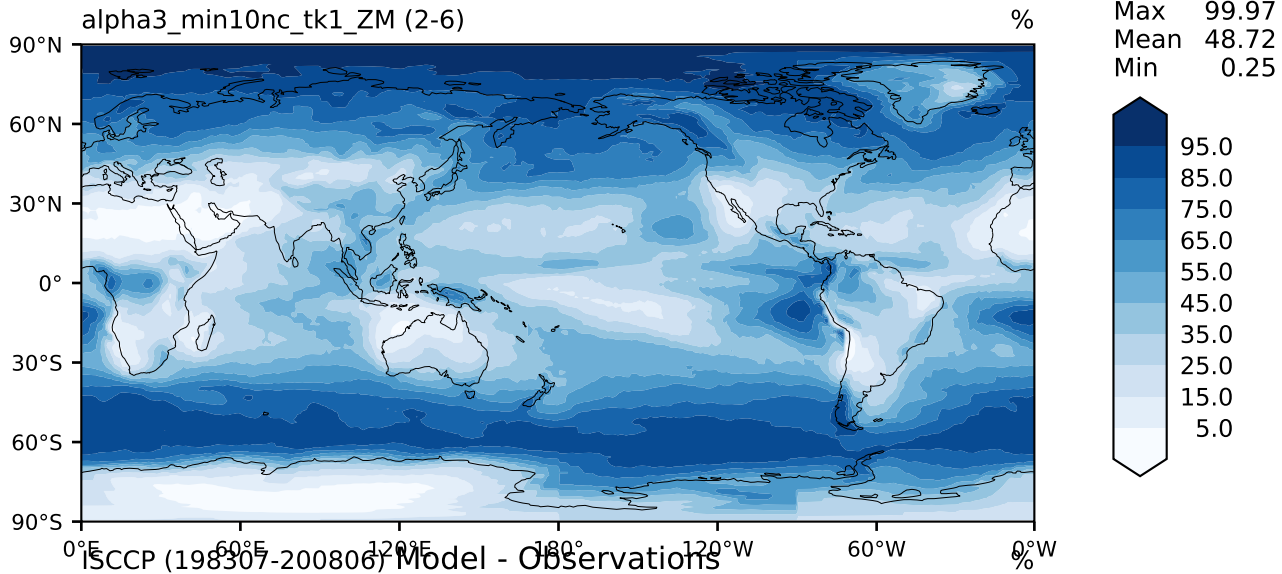 alpha3_min10nc_tk1_ZM (2-6) %
Max 99.97
Mean 48.72
Min 0.25
90°N
60°N
30°N
0°
30°S
60°S
90°S
95.0
85.0
75.0
65.0
55.0
45.0
35.0
25.0
15.0
5.0
0°E 60°E 120°E 180° 120°W 60°W 0°W
ISCCP (198307-200806) Model - Observations %